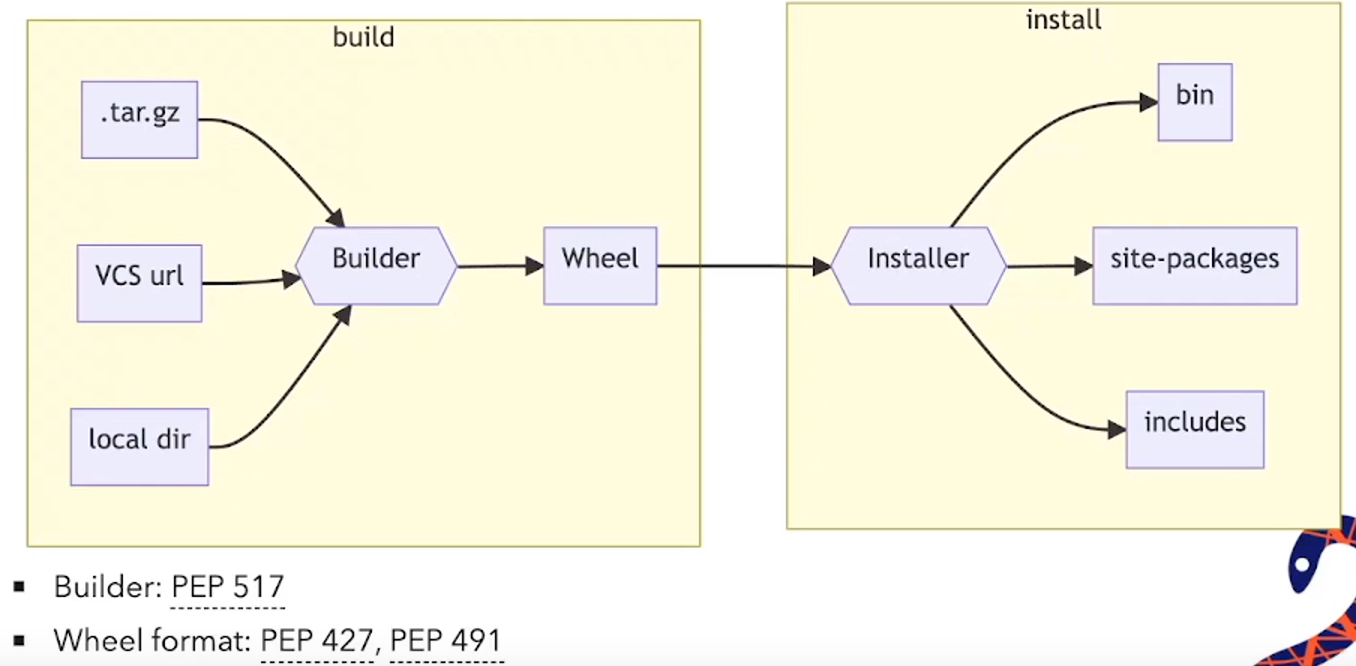 build
.tar.gz
VCS url
local dir
Builder
Wheel
install
Installer
bin
site-packages
includes
▪ Builder: PEP 517
▪ Wheel format: PEP 427, PEP 491